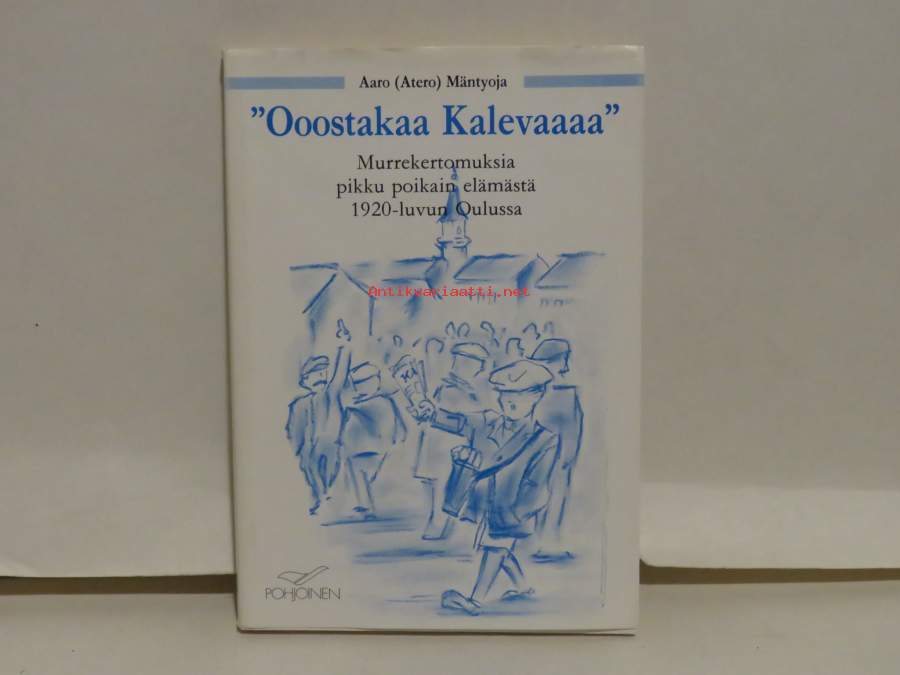 Aaro (Atero) Mäntyoja
"Ooostakaa Kalevaaaa"
Murrekertomuksia
pikku poikain elämästä
1920-luvun Oulussa
Antikvariaatti.net
POHJOINEN